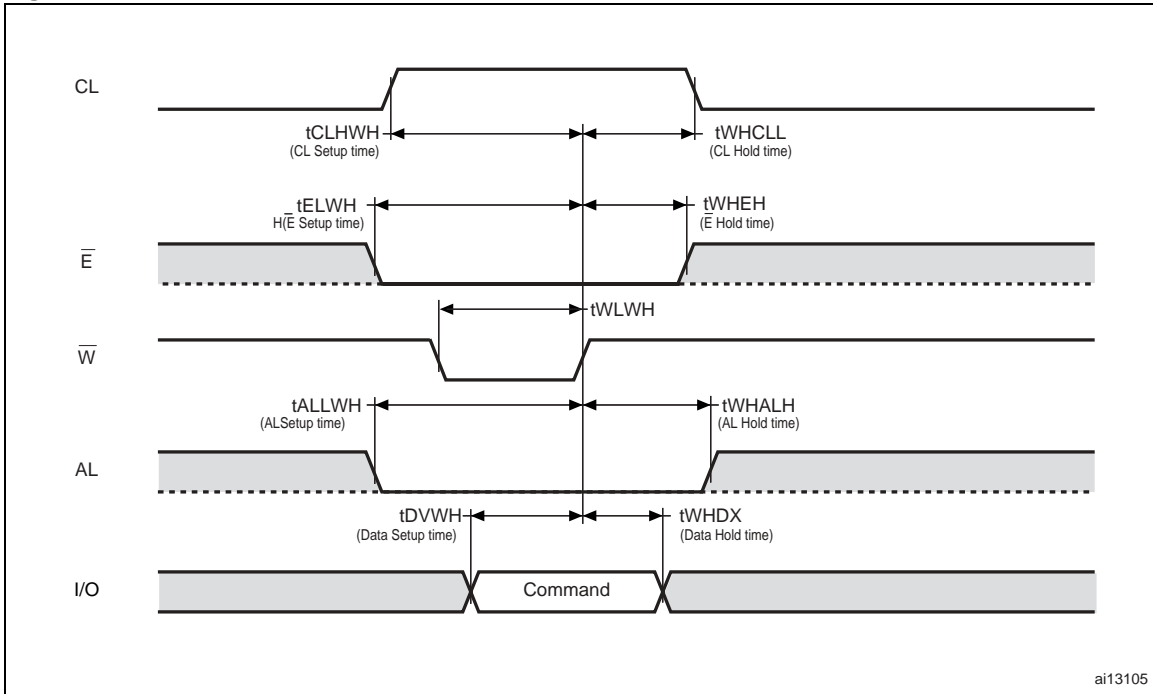 CL
tCLHWH
(CL Setup time)
tWHCLL
(CL Hold time)
tELWH
H(E̅ Setup time)
tWHEH
(E̅ Hold time)
E̅
tWLWH
W̅
tALLWH
(ALSetup time)
tWHALH
(AL Hold time)
AL
tDVWH
(Data Setup time)
tWHDX
(Data Hold time)
I/O
Command
ai13105